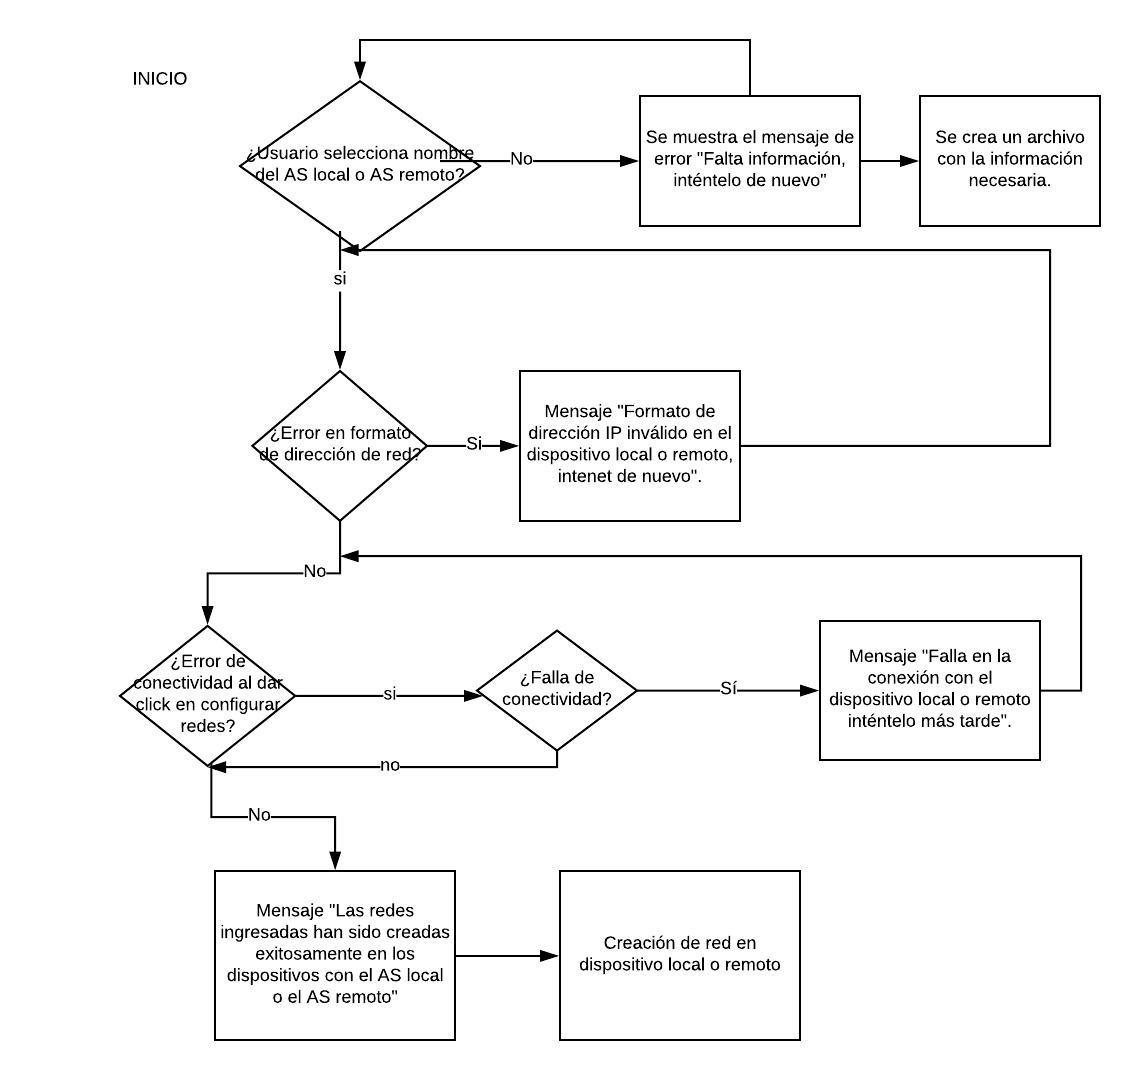 INICIO
¿Usuario selecciona nombre
del AS local o AS remoto?
No
Se muestra el mensaje de
error "Falta información,
inténtelo de nuevo"
Se crea un archivo
con la información
necesaria.
si
¿Error en formato
de dirección de red?
Si
Mensaje "Formato de
dirección IP inválido en el
dispositivo local o remoto,
intenet de nuevo".
No
¿Error de
conectividad al dar
click en configurar
redes?
si
¿Falla de
conectividad?
Sí
Mensaje "Falla en la
conexión con el
dispositivo local o remoto
inténtelo más tarde".
no
No
Mensaje "Las redes
ingresadas han sido creadas
exitosamente en los
dispositivos con el AS local
o el AS remoto"
Creación de red en
dispositivo local o remoto